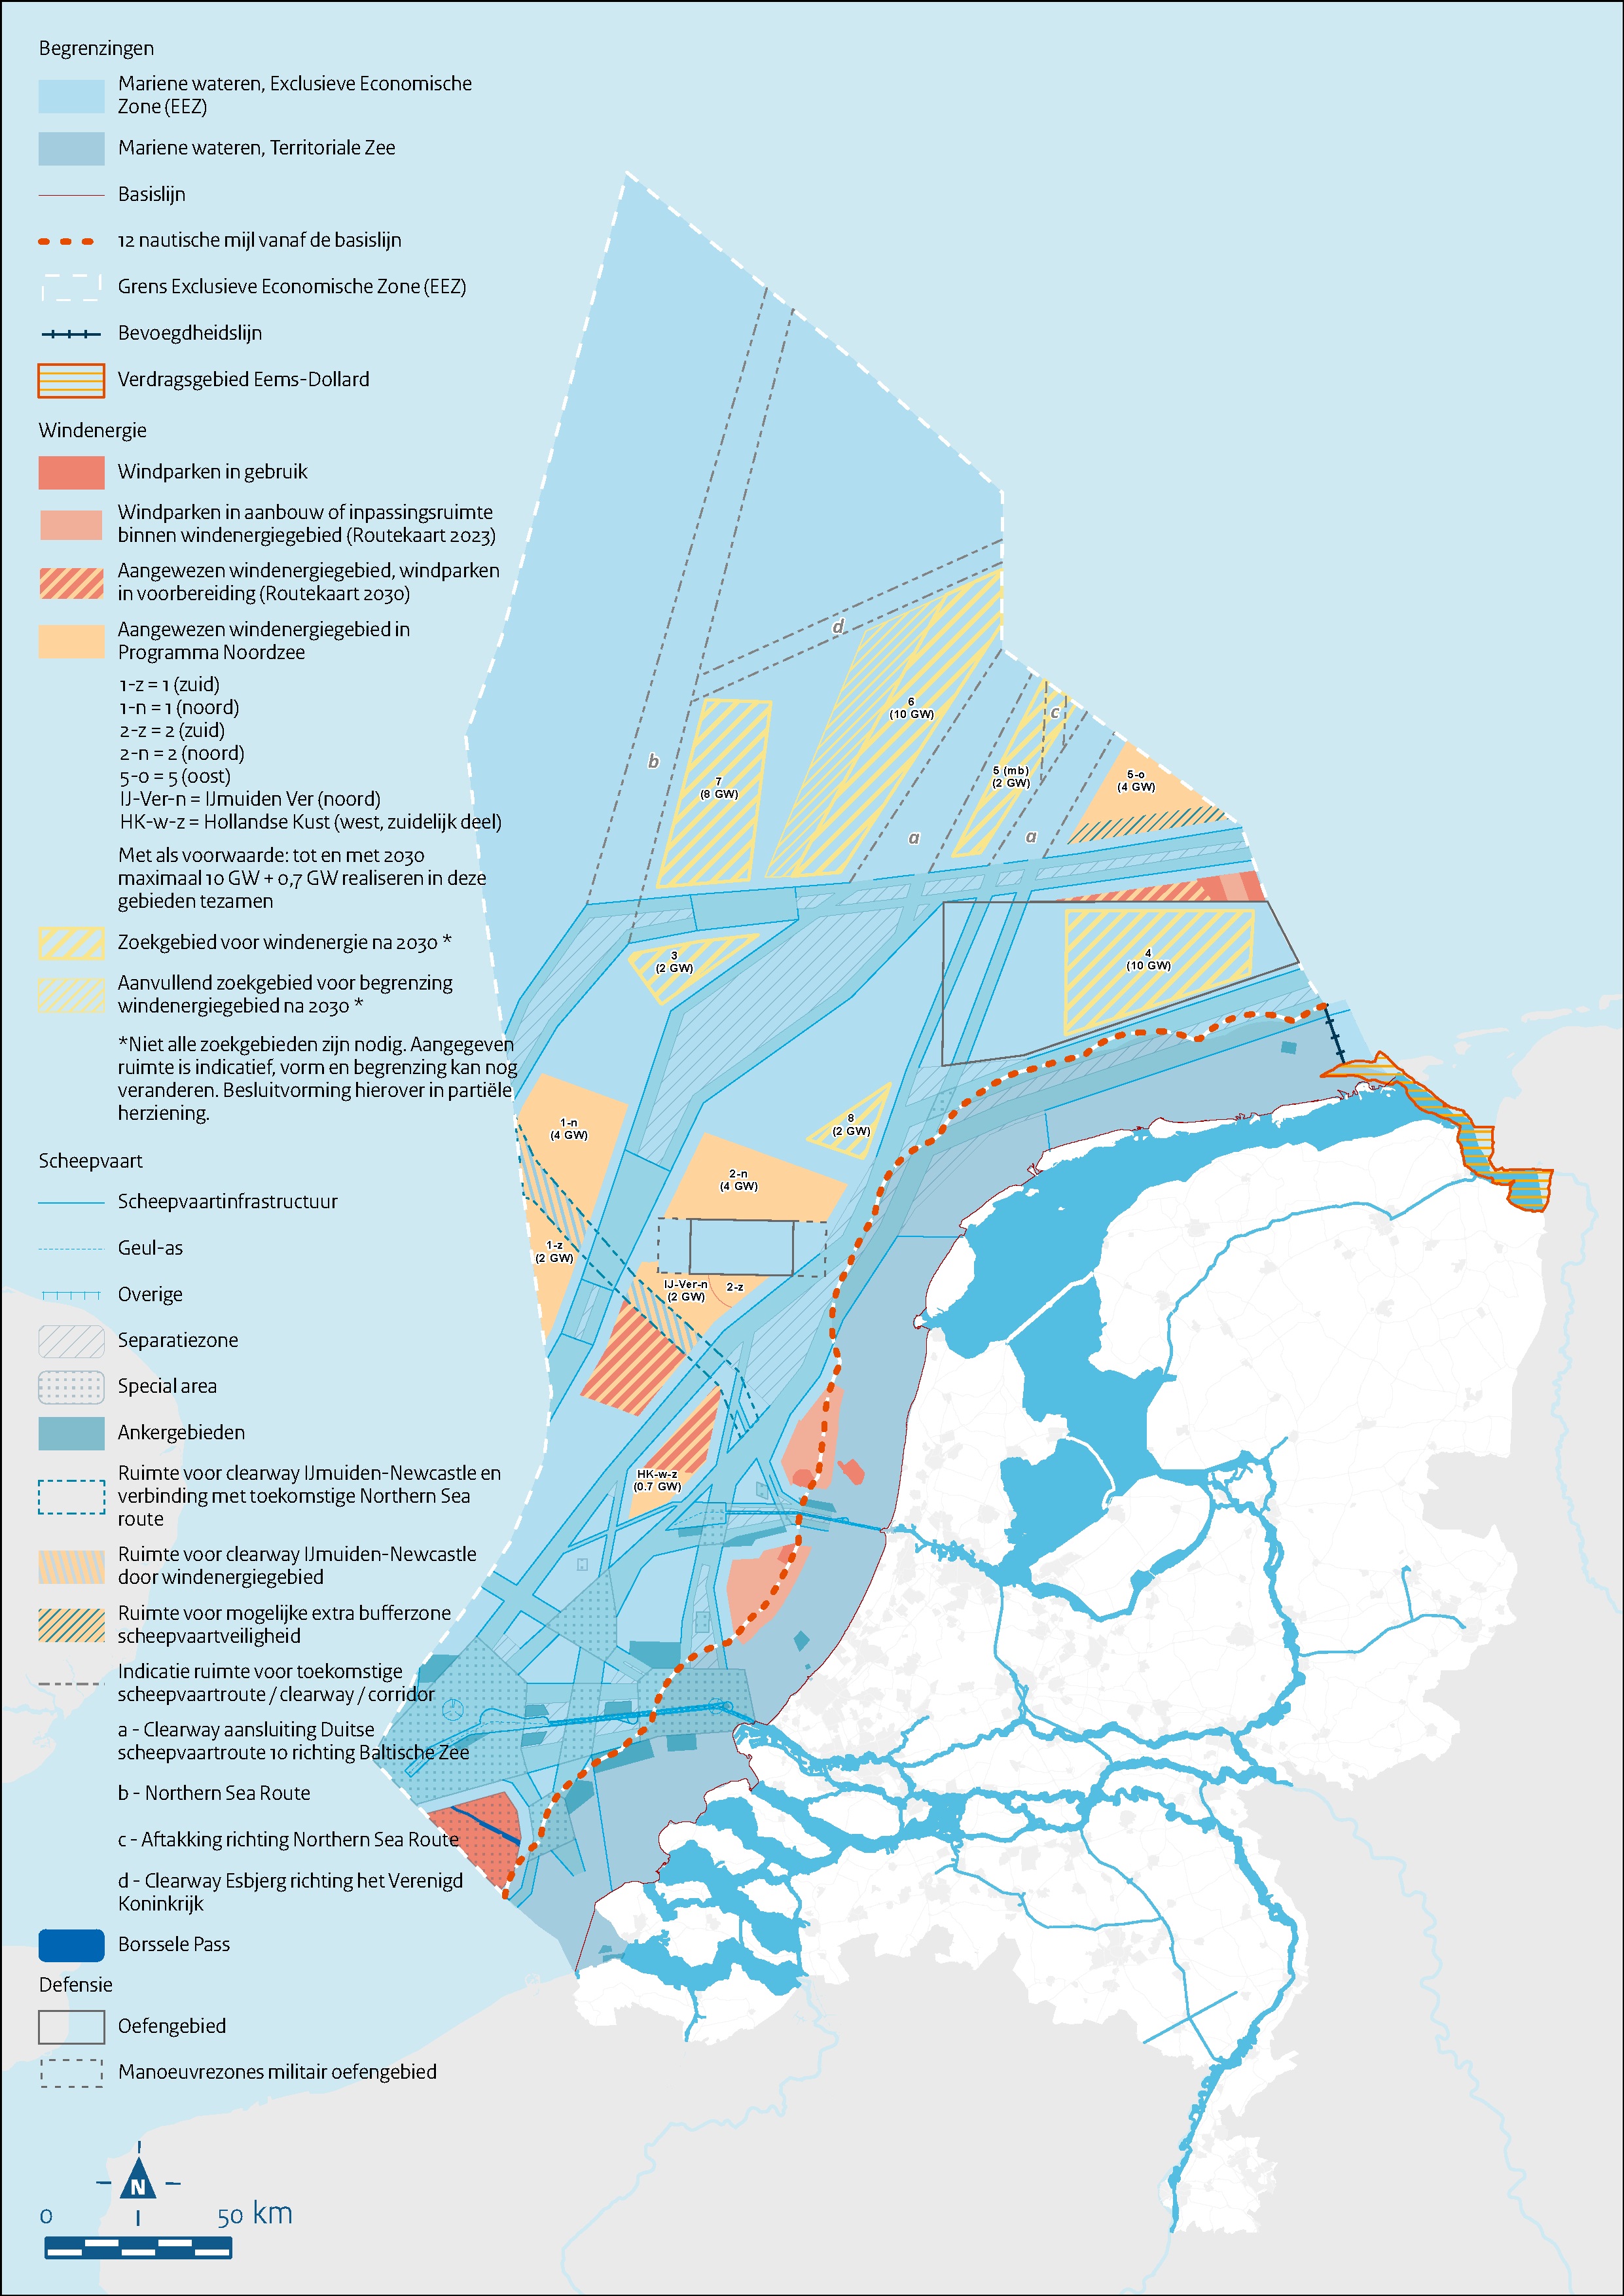 Begrenzingen
Mariene wateren, Exclusieve Economische
Zone (EEZ)
Mariene wateren, Territoriale Zee
Basislijn
12 nautische mijl vanaf de basislijn
Grens Exclusieve Economische Zone (EEZ)
Bevoegdheidslijn
Verdragsgebied Eems-Dollard
Windenergie
Windparken in gebruik
Windparken in aanbouw of inpassingsruimte
binnen windenergiegebied (Routekaart 2023)
Aangewezen windenergiegebied, windparken
in voorbereiding (Routekaart 2030)
Aangewezen windenergiegebied in
Programma Noordzee
1-z = 1 (zuid)
1-n = 1 (noord)
2-z = 2 (zuid)
2-n = 2 (noord)
5-o = 5 (oost)
IJ-Ver-n = IJmuiden Ver (noord)
HK-w-z = Hollandse Kust (west, zuidelijk deel)
Met als voorwaarde: tot en met 2030
maximaal 10 GW + 0,7 GW realiseren in deze
gebieden tezamen
Zoekgebied voor windenergie na 2030 *
Aanvullend zoekgebied voor begrenzing
windenergiegebied na 2030 *
*Niet alle zoekgebieden zijn nodig. Aangegeven
ruimte is indicatief, vorm en begrenzing kan nog
veranderen. Besluitvorming hierover in partiële
herziening.
Scheepvaart
Scheepvaartinfrastructuur
Geul-as
Overige
Separatiezone
Special area
Ankergebieden
Ruimte voor clearway IJmuiden-Newcastle en
verbinding met toekomstige Northern Sea
route
Ruimte voor clearway IJmuiden-Newcastle
door windenergiegebied
Ruimte voor mogelijke extra bufferzone
scheepvaartveiligheid
Indicatie ruimte voor toekomstige
scheepvaartroute / clearway / corridor
a - Clearway aansluiting Duitse
scheepvaartroute 10 richting Baltische Zee
b - Northern Sea Route
c - Aftakking richting Northern Sea Route
d - Clearway Esbjerg richting het Verenigd
Koninkrijk
Borssele Pass
Defensie
Oefengebied
Manoeuvrezones militair oefengebied
N
0 50 km
d
6
(10 GW)
c
b
7
(8 GW)
5 (mb)
(2 GW)
5-o
(4 GW)
a
a
3
(2 GW)
4
(10 GW)
1-n
(4 GW)
8
(2 GW)
2-n
(4 GW)
1-z
(2 GW)
IJ-Ver-n
(2 GW)
2-z
HK-w-z
(0.7 GW)